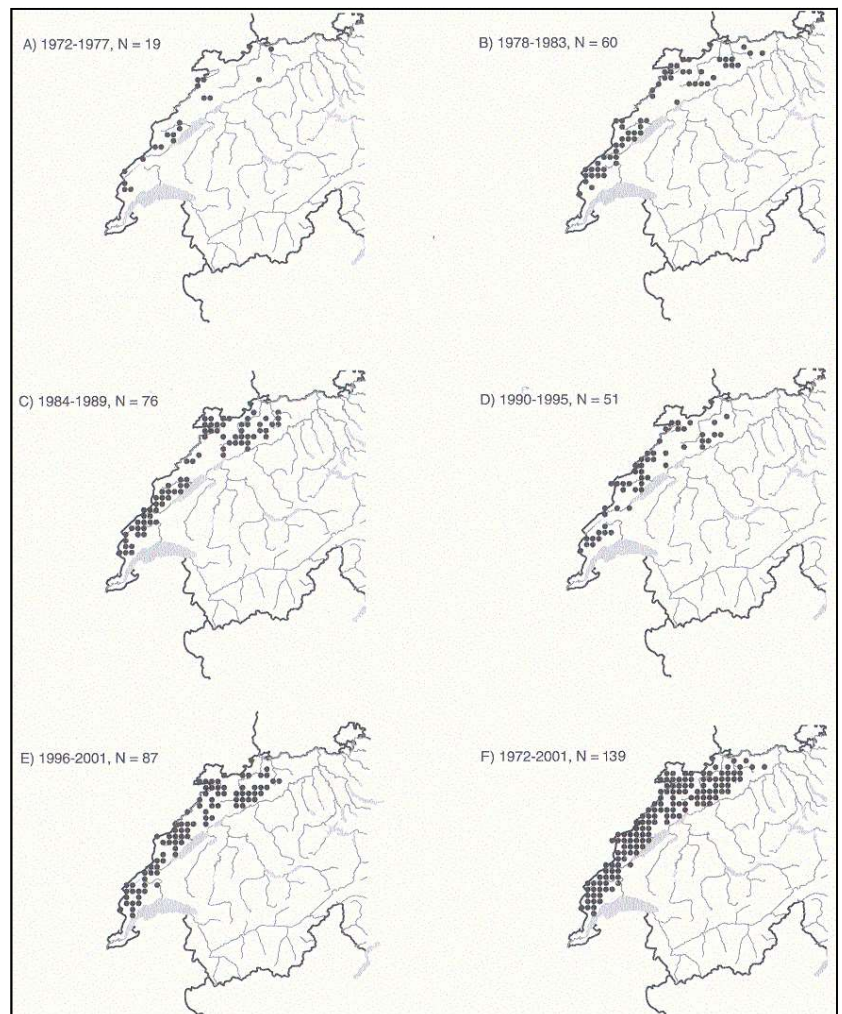 A) 1972-1977, N = 19
B) 1978-1983, N = 60
C) 1984-1989, N = 76
D) 1990-1995, N = 51
E) 1996-2001, N = 87
F) 1972-2001, N = 139